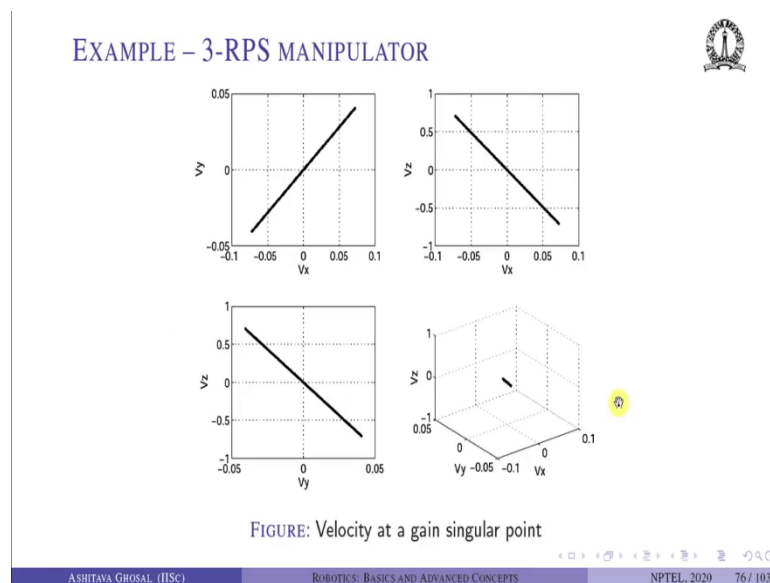 EXAMPLE – 3-RPS MANIPULATOR
0.05
0
-0.05
Vy
-0.1 -0.05 0 0.05 0.1
Vx
1
0.5
0
-0.5
-1
Vz
-0.1 -0.05 0 0.05 0.1
Vx
1
0.5
0
-0.5
-1
Vz
-0.05 0 0.05
Vy
1
0
-1
Vz
0.05
0
Vy -0.05
-0.1
Vx
0
0.1
FIGURE: Velocity at a gain singular point
ASHITAVA GHOSAL (IISC) ROBOTICS: BASICS AND ADVANCED CONCEPTS NPTEL, 2020 76 / 10